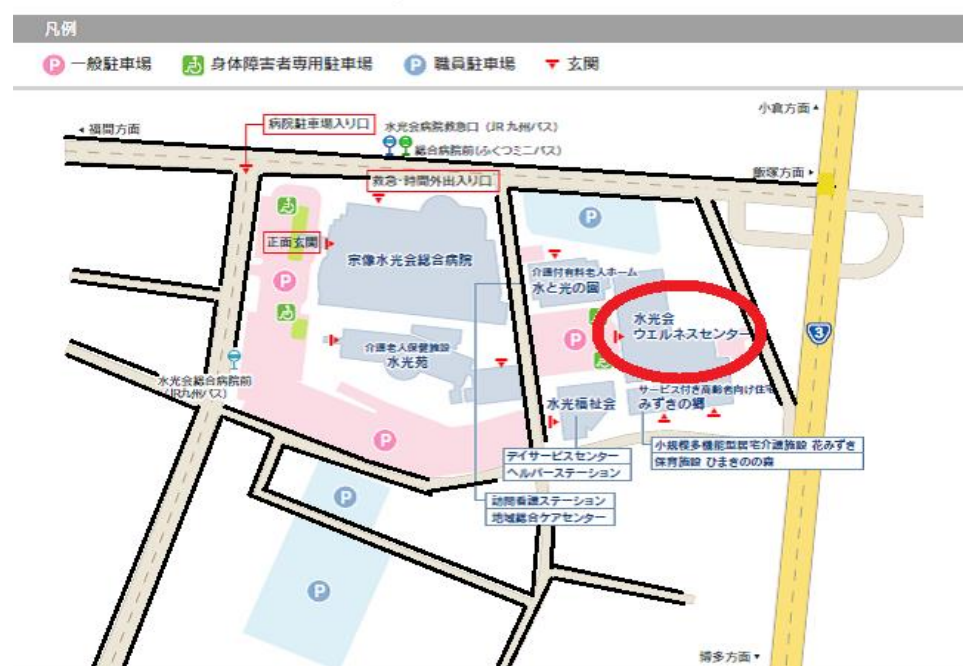 凡例
P 一般駐車場
身体障害者専用駐車場
P 職員駐車場
玄関
小倉方面
福間方面
病院駐車場入り口
水光会病院救急口（JR九州バス）
総合病院前(ふくつミニバス)
飯塚方面
救急・時間外出入り口
P
正面玄関
宗像水光会総合病院
介護付有料老人ホーム
水と光の園
P
水光会
ウエルネスセンター
3
P
介護老人保健施設
水光苑
水光会総合病院前
(JR九州バス)
サービス付き高齢者向け住宅
みずきの郷
水光福祉会
P
小規模多機能型居宅介護施設 花みずき
保育施設 ひまきのの森
デイサービスセンター
ヘルパーステーション
P
訪問看護ステーション
地域総合ケアセンター
P
博多方面